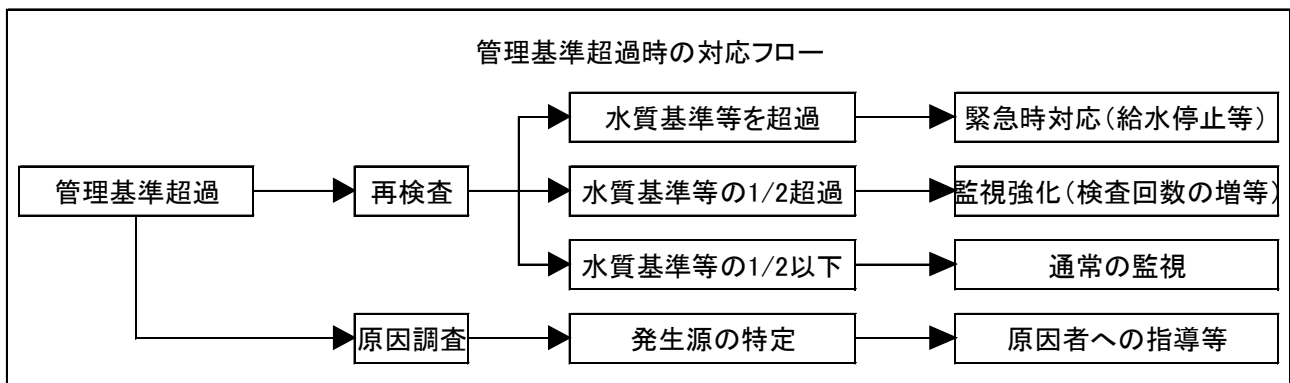 管理基準超過時の対応フロー
水質基準等を超過
緊急時対応(給水停止等)
管理基準超過
再検査
水質基準等の1/2超過
監視強化(検査回数の増等)
水質基準等の1/2以下
通常の監視
原因調査
発生源の特定
原因者への指導等